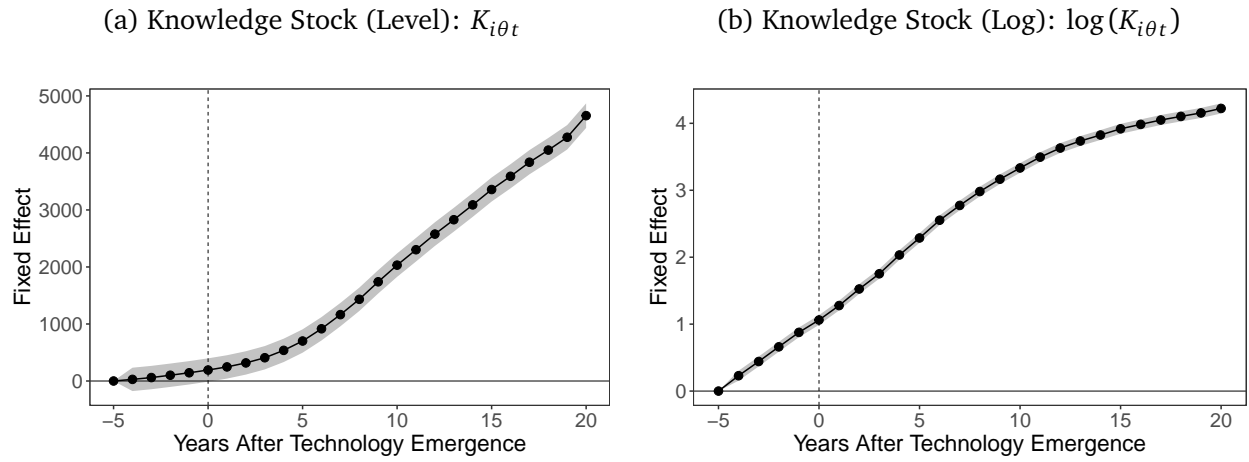 (a) Knowledge Stock (Level): K_{iθt}
(b) Knowledge Stock (Log): log(K_{iθt})
Fixed Effect
5000
4000
3000
2000
1000
0
−5 0 5 10 15 20
Years After Technology Emergence
Fixed Effect
4
3
2
1
0
−5 0 5 10 15 20
Years After Technology Emergence